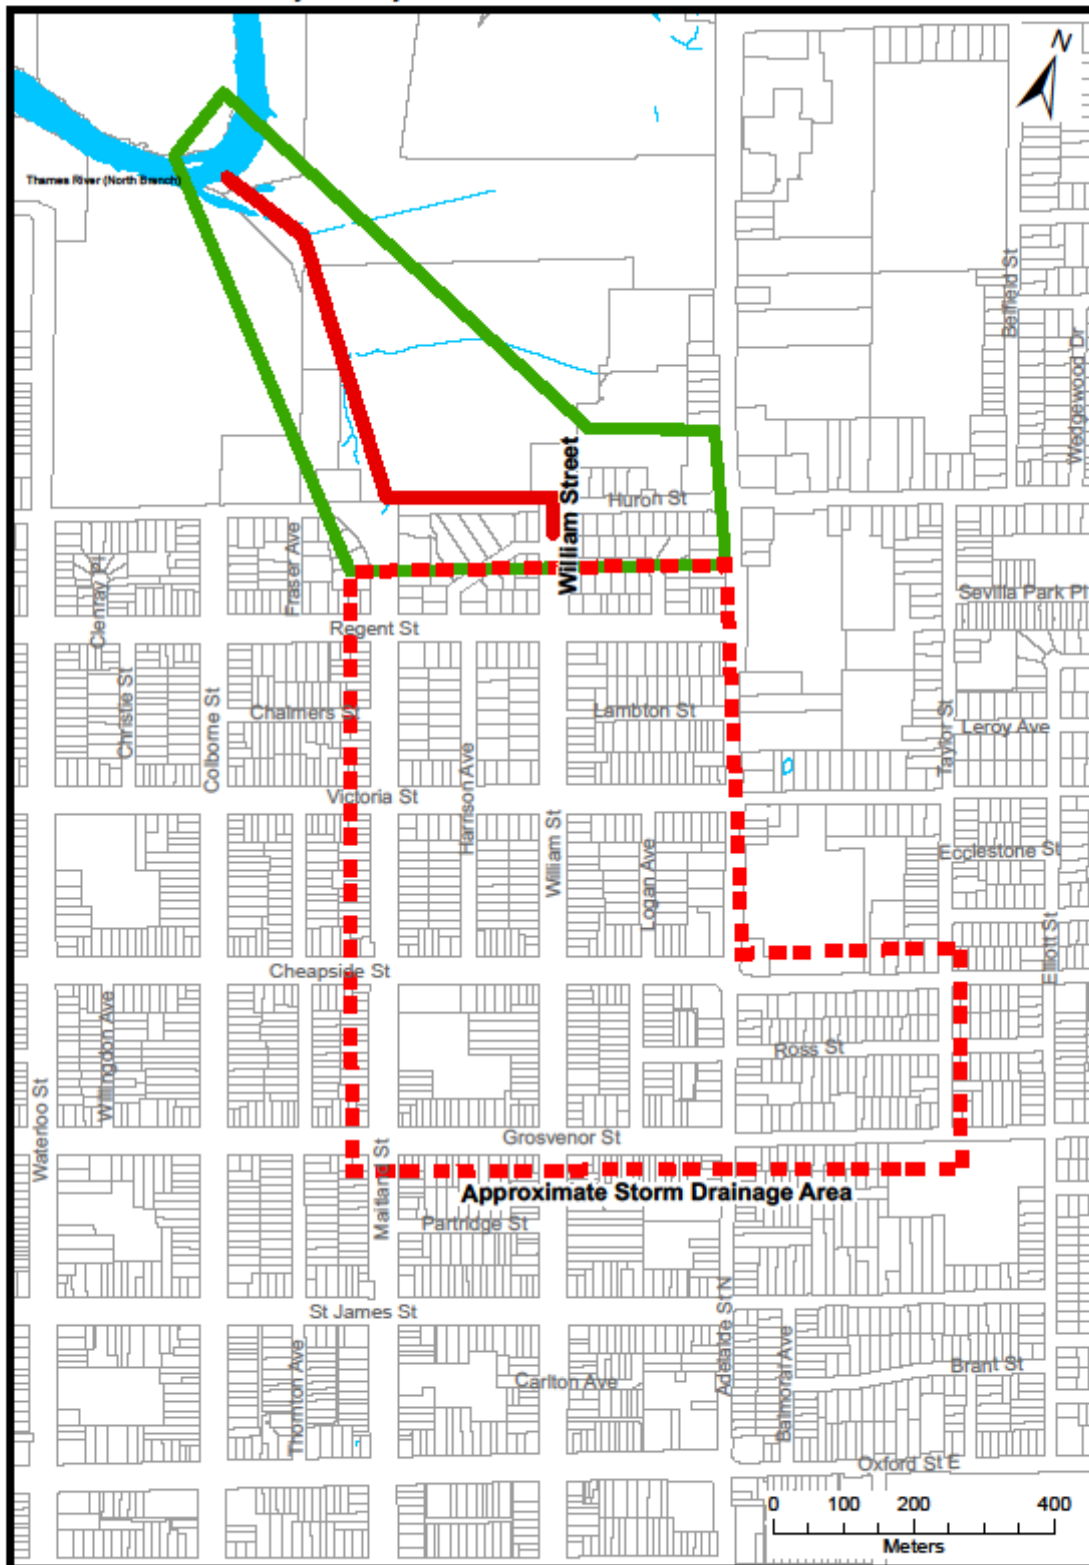 N
Thames River (North Branch)
Belfield St
Wedgewood Dr
William Street
Huron St
Fraser Ave
Clenray Pl
Sevilla Park Pl
Regent St
Christie St
Colborne St
Chalmers St
Lambton St
Taylor St
Leroy Ave
Victoria St
Harrison Ave
William St
Logan Ave
Ecclestone St
Elliott St
Cheapside St
Willingdon Ave
Ross St
Waterloo St
Grosvenor St
Maitland St
Approximate Storm Drainage Area
Partridge St
St James St
Adelaide St N
Thornton Ave
Carlton Ave
Balmoral Ave
Brant St
Oxford St E
0 100 200 400
Meters